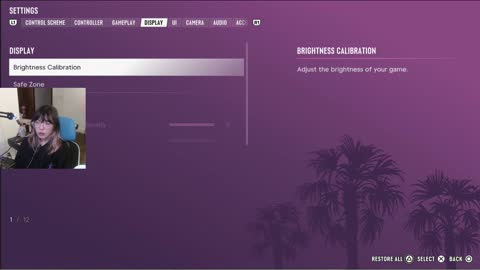 SETTINGS
L1 CONTROL SCHEME CONTROLLER GAMEPLAY DISPLAY UI CAMERA AUDIO ACC R1
DISPLAY
BRIGHTNESS CALIBRATION
Brightness Calibration
Adjust the brightness of your game.
Safe Zone
1 / 12
RESTORE ALL SELECT BACK